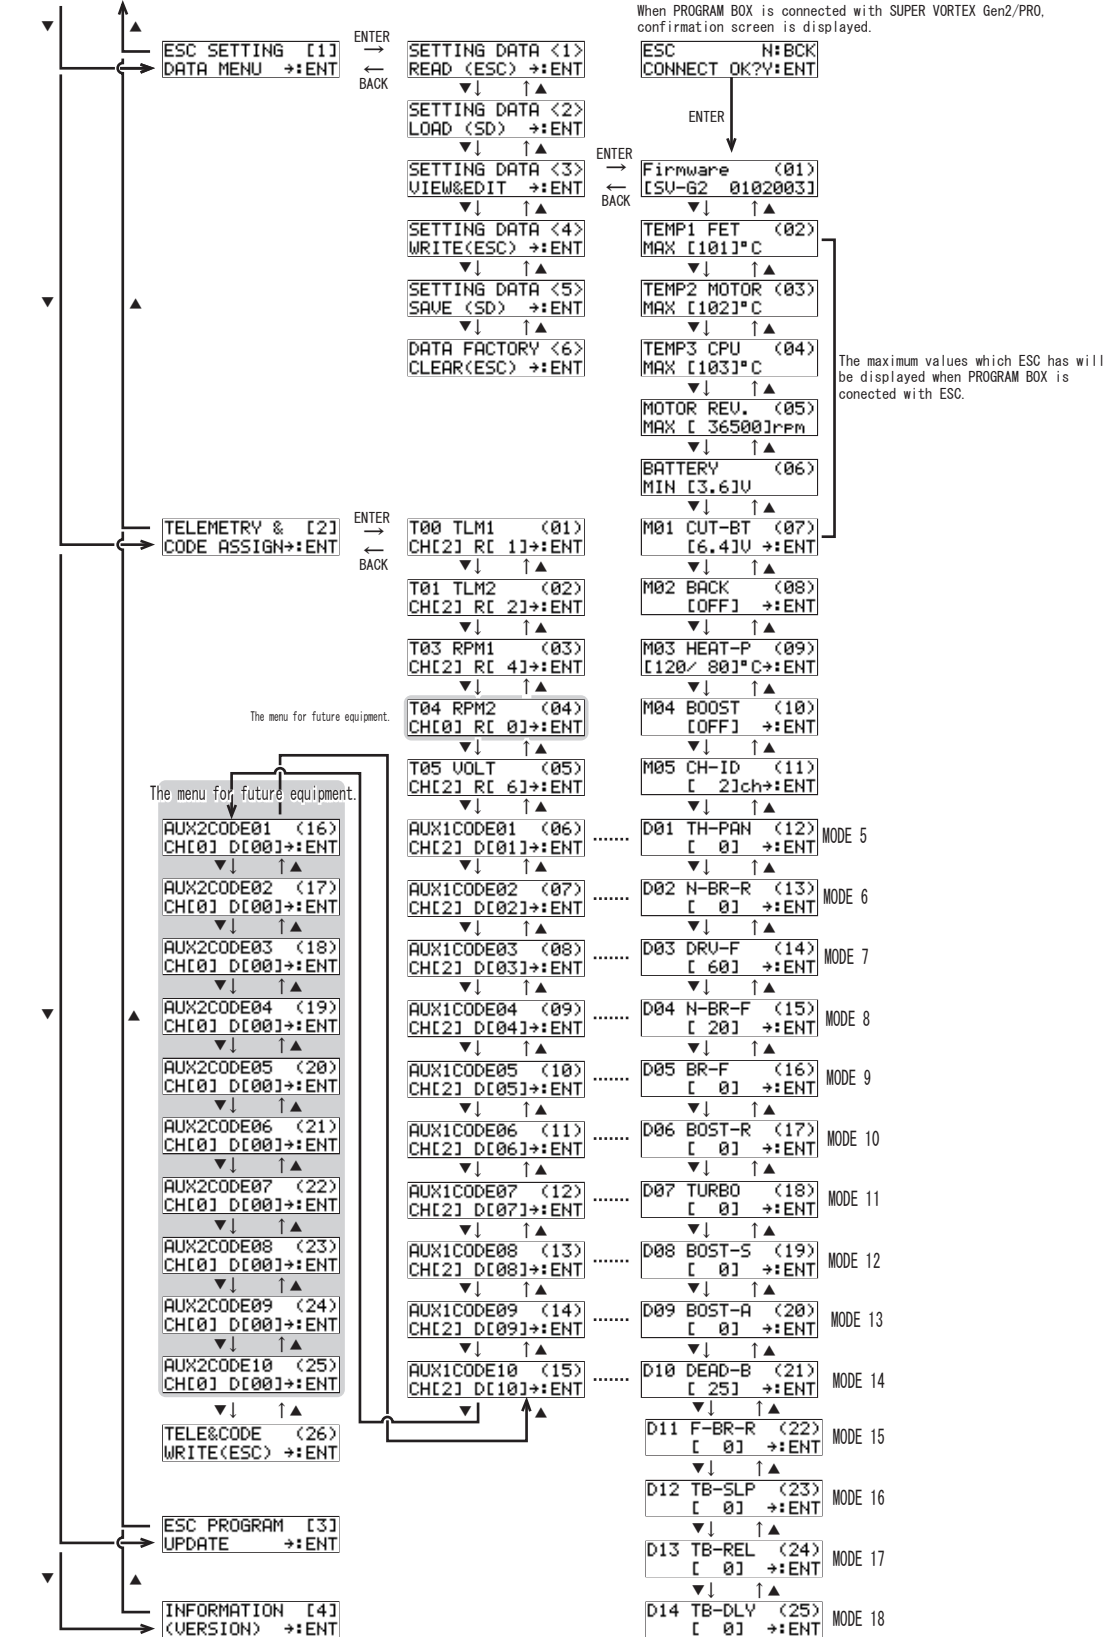 When PROGRAM BOX is connected with SUPER VORTEX Gen2/PRO,
confirmation screen is displayed.
▼
▲
ESC SETTING [1]
DATA MENU →:ENT
ENTER
→
←
BACK
SETTING DATA <1>
READ (ESC) →:ENT
▼↓ ↑▲
SETTING DATA <2>
LOAD (SD) →:ENT
▼↓ ↑▲
SETTING DATA <3>
VIEW&EDIT →:ENT
▼↓ ↑▲
SETTING DATA <4>
WRITE(ESC) →:ENT
▼↓ ↑▲
SETTING DATA <5>
SAVE (SD) →:ENT
▼↓ ↑▲
DATA FACTORY <6>
CLEAR(ESC) →:ENT
ESC N:BCK
CONNECT OK?Y:ENT
ENTER
ENTER
→
←
BACK
Firmware (01)
[SV-G2 0102003]
▼↓ ↑▲
TEMP1 FET (02)
MAX [101]°C
▼↓ ↑▲
TEMP2 MOTOR (03)
MAX [102]°C
▼↓ ↑▲
TEMP3 CPU (04)
MAX [103]°C
▼↓ ↑▲
MOTOR REV. (05)
MAX [ 36500]rpm
▼↓ ↑▲
BATTERY (06)
MIN [3.6]V
▼↓ ↑▲
M01 CUT-BT (07)
[6.4]V →:ENT
▼↓ ↑▲
M02 BACK (08)
[OFF] →:ENT
▼↓ ↑▲
M03 HEAT-P (09)
[120/ 80]°C→:ENT
▼↓ ↑▲
M04 BOOST (10)
[OFF] →:ENT
▼↓ ↑▲
M05 CH-ID (11)
[ 2]ch→:ENT
▼↓ ↑▲
The maximum values which ESC has will
be displayed when PROGRAM BOX is
conected with ESC.
▼
▲
TELEMETRY & [2]
CODE ASSIGN→:ENT
ENTER
→
←
BACK
T00 TLM1 (01)
CH[2] R[ 1]→:ENT
▼↓ ↑▲
T01 TLM2 (02)
CH[2] R[ 2]→:ENT
▼↓ ↑▲
T03 RPM1 (03)
CH[2] R[ 4]→:ENT
▼↓ ↑▲
The menu for future equipment.
T04 RPM2 (04)
CH[0] R[ 0]→:ENT
▼↓ ↑▲
T05 VOLT (05)
CH[2] R[ 6]→:ENT
▼↓ ↑▲
The menu for future equipment.
AUX2CODE01 (16)
CH[0] D[00]→:ENT
▼↓ ↑▲
AUX2CODE02 (17)
CH[0] D[00]→:ENT
▼↓ ↑▲
AUX2CODE03 (18)
CH[0] D[00]→:ENT
▼↓ ↑▲
AUX2CODE04 (19)
CH[0] D[00]→:ENT
▼↓ ↑▲
AUX2CODE05 (20)
CH[0] D[00]→:ENT
▼↓ ↑▲
AUX2CODE06 (21)
CH[0] D[00]→:ENT
▼↓ ↑▲
AUX2CODE07 (22)
CH[0] D[00]→:ENT
▼↓ ↑▲
AUX2CODE08 (23)
CH[0] D[00]→:ENT
▼↓ ↑▲
AUX2CODE09 (24)
CH[0] D[00]→:ENT
▼↓ ↑▲
AUX2CODE10 (25)
CH[0] D[00]→:ENT
▼↓ ↑▲
TELE&CODE (26)
WRITE(ESC) →:ENT
AUX1CODE01 (06)
CH[2] D[01]→:ENT
▼↓ ↑▲
AUX1CODE02 (07)
CH[2] D[02]→:ENT
▼↓ ↑▲
AUX1CODE03 (08)
CH[2] D[03]→:ENT
▼↓ ↑▲
AUX1CODE04 (09)
CH[2] D[04]→:ENT
▼↓ ↑▲
AUX1CODE05 (10)
CH[2] D[05]→:ENT
▼↓ ↑▲
AUX1CODE06 (11)
CH[2] D[06]→:ENT
▼↓ ↑▲
AUX1CODE07 (12)
CH[2] D[07]→:ENT
▼↓ ↑▲
AUX1CODE08 (13)
CH[2] D[08]→:ENT
▼↓ ↑▲
AUX1CODE09 (14)
CH[2] D[09]→:ENT
▼↓ ↑▲
AUX1CODE10 (15)
CH[2] D[10]→:ENT
▼ ▲
D01 TH-PAN (12)
[ 0] →:ENT
MODE 5
▼↓ ↑▲
D02 N-BR-R (13)
[ 0] →:ENT
MODE 6
▼↓ ↑▲
D03 DRV-F (14)
[ 60] →:ENT
MODE 7
▼↓ ↑▲
D04 N-BR-F (15)
[ 20] →:ENT
MODE 8
▼↓ ↑▲
D05 BR-F (16)
[ 0] →:ENT
MODE 9
▼↓ ↑▲
D06 BOST-R (17)
[ 0] →:ENT
MODE 10
▼↓ ↑▲
D07 TURBO (18)
[ 0] →:ENT
MODE 11
▼↓ ↑▲
D08 BOST-S (19)
[ 0] →:ENT
MODE 12
▼↓ ↑▲
D09 BOST-A (20)
[ 0] →:ENT
MODE 13
▼↓ ↑▲
D10 DEAD-B (21)
[ 25] →:ENT
MODE 14
▼↓ ↑▲
D11 F-BR-R (22)
[ 0] →:ENT
MODE 15
▼↓ ↑▲
D12 TB-SLP (23)
[ 0] →:ENT
MODE 16
▼↓ ↑▲
D13 TB-REL (24)
[ 0] →:ENT
MODE 17
▼↓ ↑▲
D14 TB-DLY (25)
[ 0] →:ENT
MODE 18
▼
▲
ESC PROGRAM [3]
UPDATE →:ENT
▼
▲
INFORMATION [4]
(VERSION) →:ENT